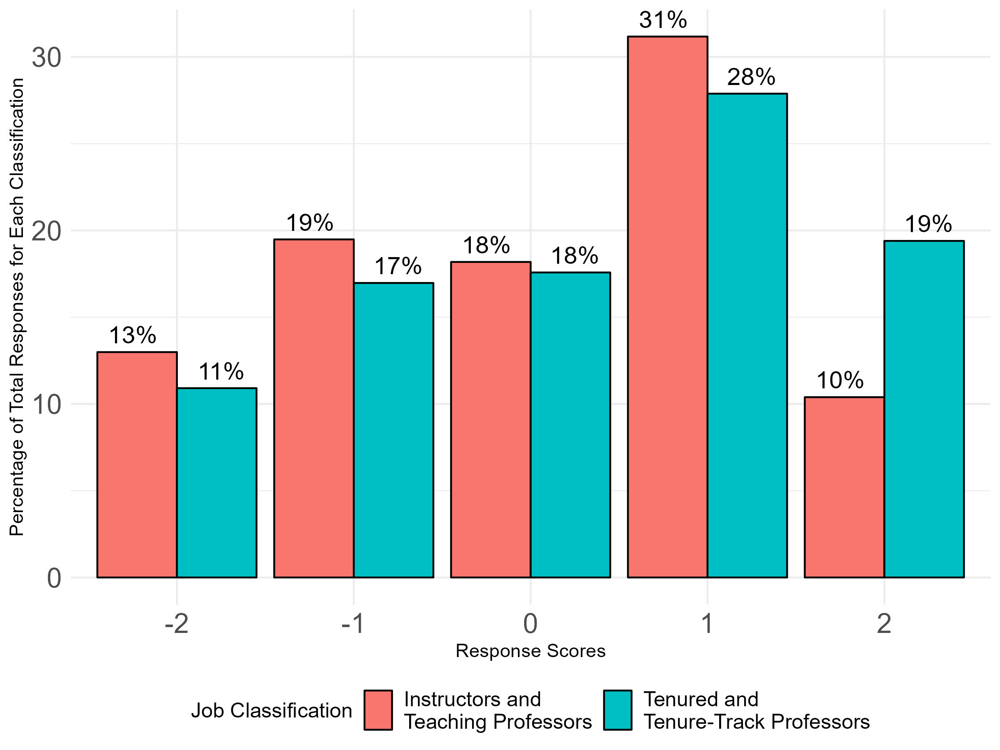 Percentage of Total Responses for Each Classification
30
20
10
0
13%
11%
19%
17%
18%
18%
31%
28%
10%
19%
-2
-1
0
1
2
Response Scores
Job Classification
Instructors and
Teaching Professors
Tenured and
Tenure-Track Professors